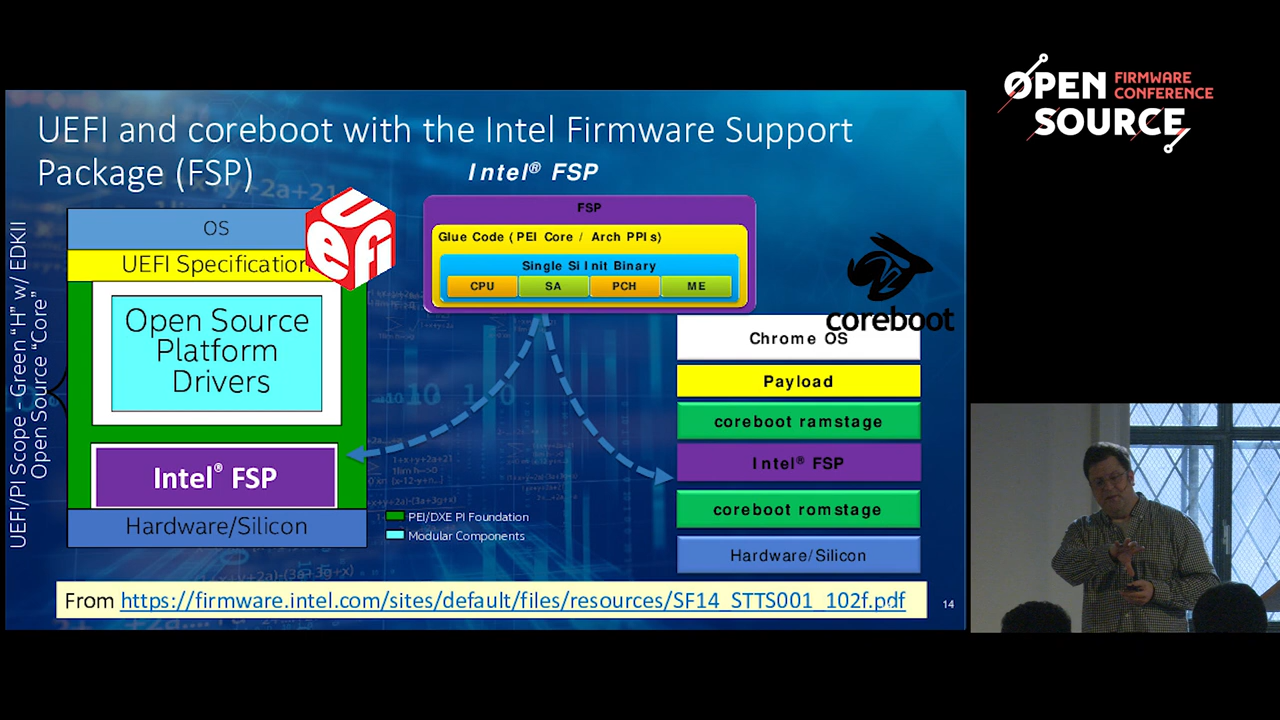 UEFI and coreboot with the Intel Firmware Support
Package (FSP)
Intel® FSP
FSP
Glue Code (PEI Core / Arch PPIs)
Single Si Init Binary
CPU
SA
PCH
ME
UEFI/PI Scope - Green “H” w/ EDKII
Open Source “Core”
OS
UEFI Specification
uefi
Open Source
Platform
Drivers
Intel® FSP
Hardware/Silicon
PEI/DXE PI Foundation
Modular Components
coreboot
Chrome OS
Payload
coreboot ramstage
Intel® FSP
coreboot romstage
Hardware/Silicon
From https://firmware.intel.com/sites/default/files/resources/SF14_STTS001_102f.pdf
14
OPEN
SOURCE
FIRMWARE
CONFERENCE